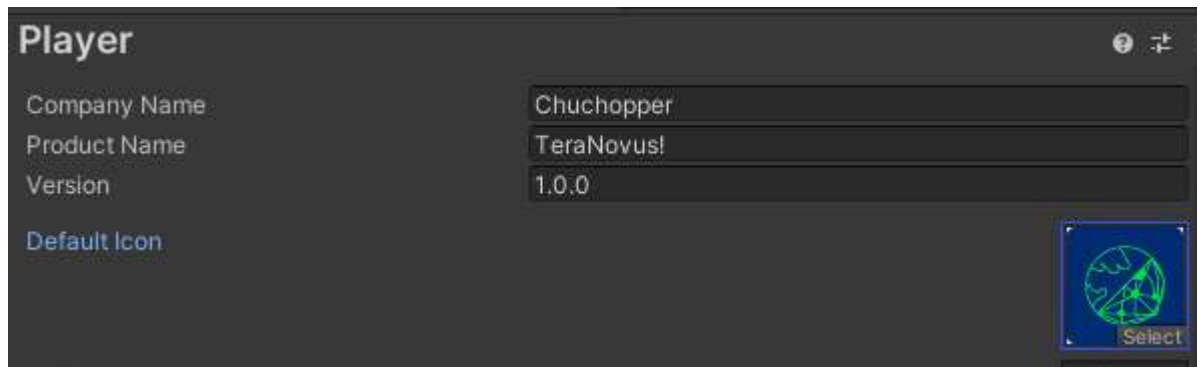 Player
Company Name Chuchopper
Product Name TeraNovus!
Version 1.0.0
Default Icon
Select